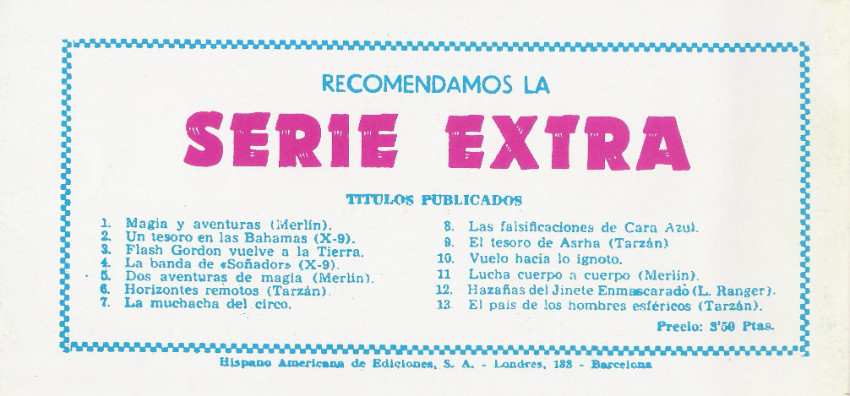 RECOMENDAMOS LA
SERIE EXTRA
TITULOS PUBLICADOS
1. Magia y aventuras (Merlín).
2. Un tesoro en las Bahamas (X-9).
3. Flash Gordon vuelve a la Tierra.
4. La banda de «Soñador» (X-9).
5. Dos aventuras de magia (Merlín).
6. Horizontes remotos (Tarzán).
7. La muchacha del circo.
8. Las falsificaciones de Cara Azul.
9. El tesoro de Asrha (Tarzán)
10. Vuelo hacia lo ignoto.
11 Lucha cuerpo a cuerpo (Merlín).
12. Hazañas del Jinete Enmascarado (L. Ranger).
13. El país de los hombres esféricos (Tarzán).
Precio: 3'50 Ptas.
Hispano Americana de Ediciones, S. A. - Londres, 188 - Barcelona